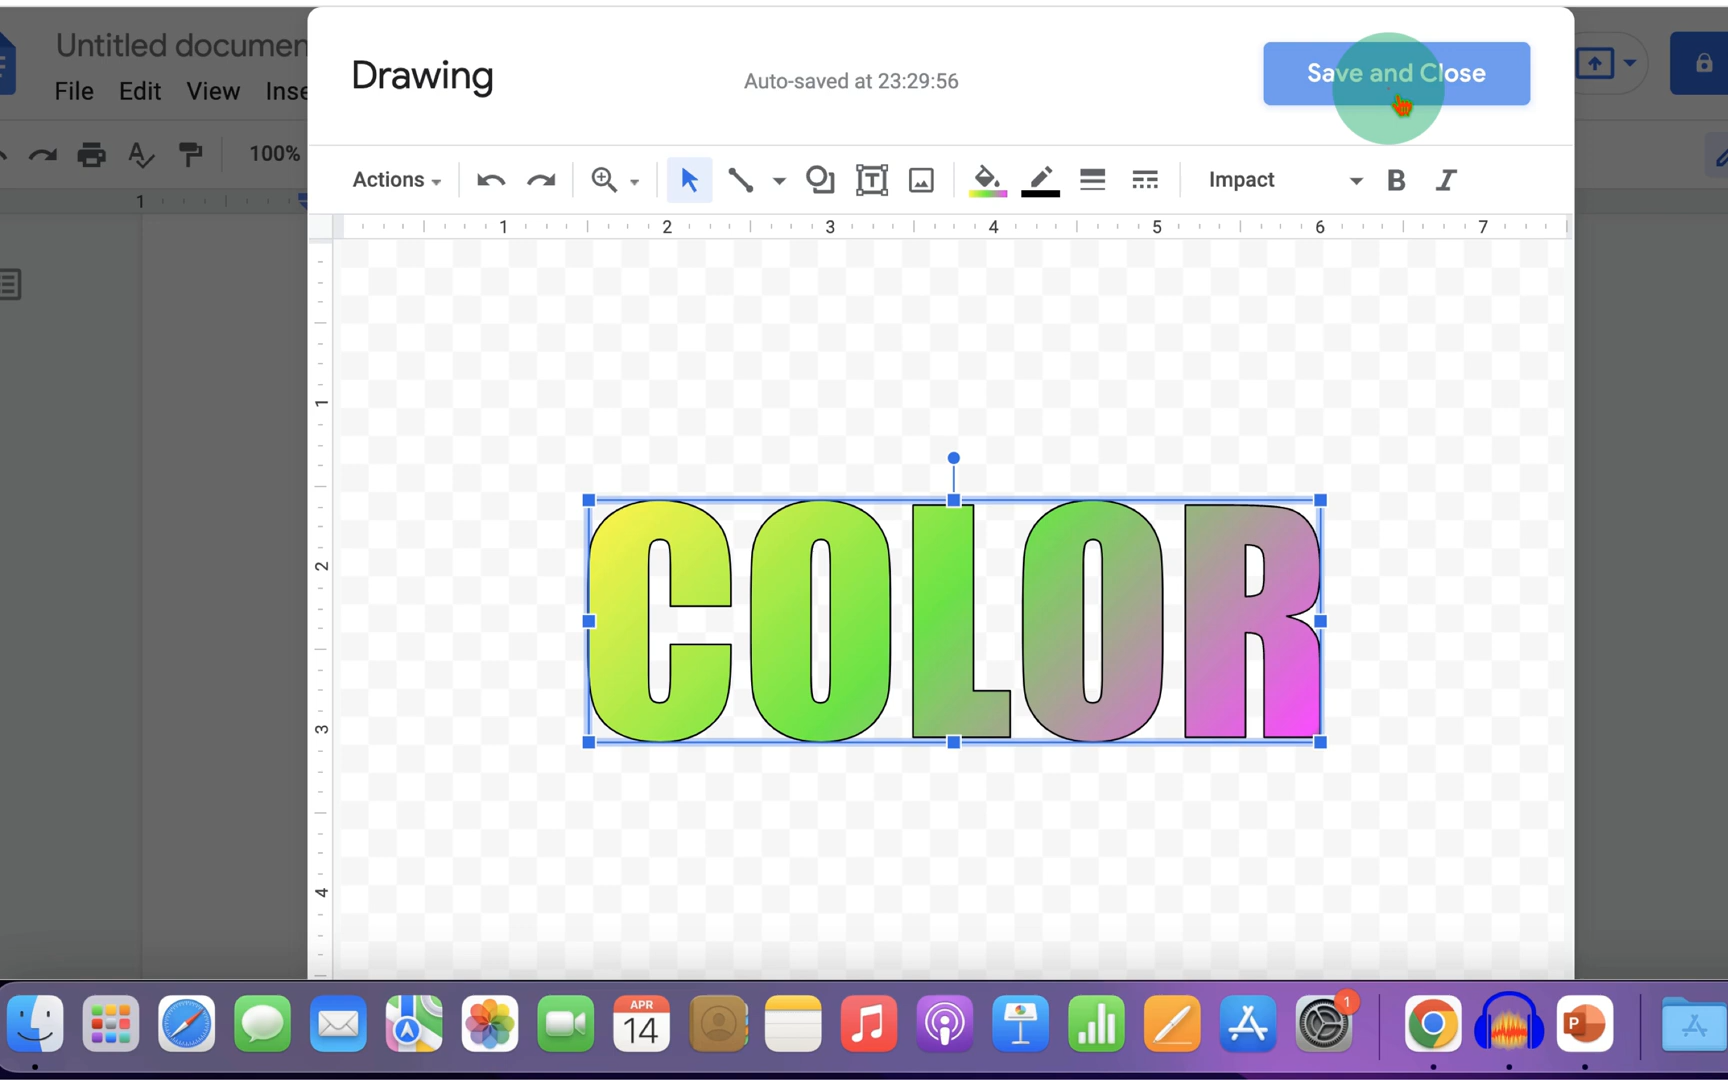 Untitled documen
Drawing
Auto-saved at 23:29:56
Save and Close
File Edit View Inse
100%
Actions
Impact
B I
1
1 2 3 4 5 6 7
1
2
3
4
COLOR
APR
14
1
P